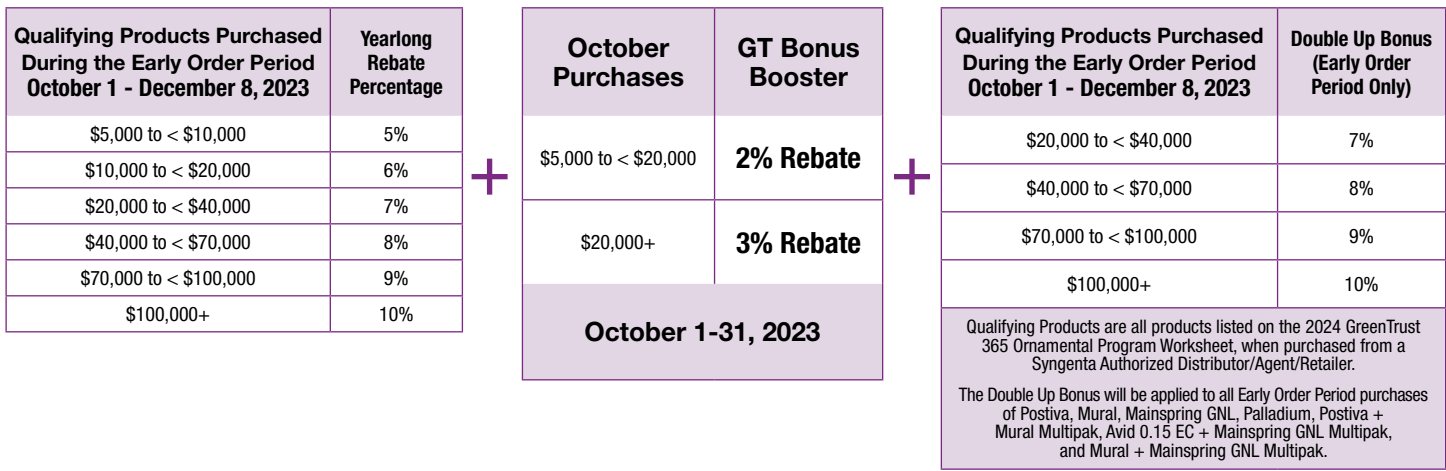 Qualifying Products Purchased
During the Early Order Period
October 1 - December 8, 2023
Yearlong
Rebate
Percentage
$5,000 to < $10,000 5%
$10,000 to < $20,000 6%
$20,000 to < $40,000 7%
$40,000 to < $70,000 8%
$70,000 to < $100,000 9%
$100,000+ 10%
+
October
Purchases
GT Bonus
Booster
$5,000 to < $20,000 2% Rebate
$20,000+ 3% Rebate
October 1-31, 2023
+
Qualifying Products Purchased
During the Early Order Period
October 1 - December 8, 2023
Double Up Bonus
(Early Order
Period Only)
$20,000 to < $40,000 7%
$40,000 to < $70,000 8%
$70,000 to < $100,000 9%
$100,000+ 10%
Qualifying Products are all products listed on the 2024 GreenTrust
365 Ornamental Program Worksheet, when purchased from a
Syngenta Authorized Distributor/Agent/Retailer.
The Double Up Bonus will be applied to all Early Order Period purchases
of Postiva, Mural, Mainspring GNL, Palladium, Postiva +
Mural Multipak, Avid 0.15 EC + Mainspring GNL Multipak,
and Mural + Mainspring GNL Multipak.